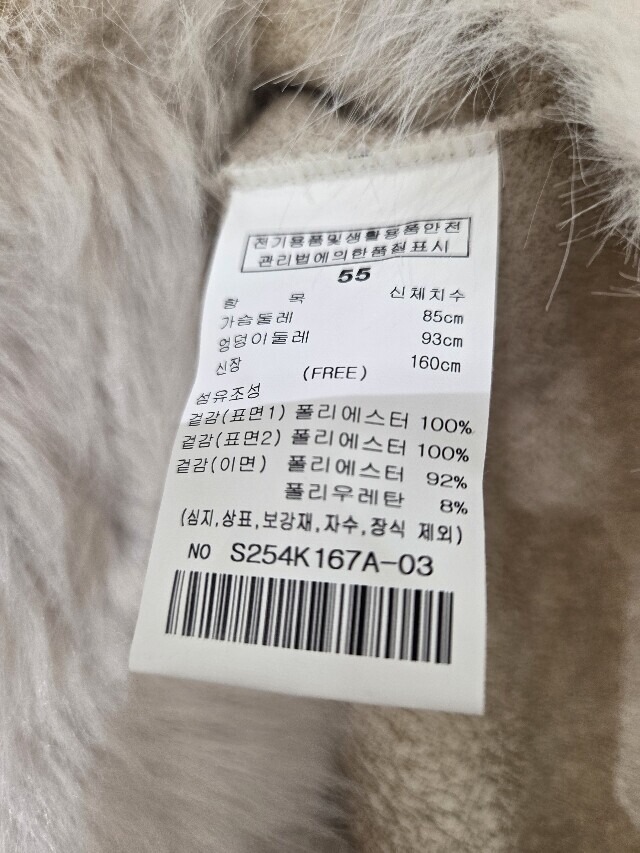 전기용품및생활용품안전
관리법에의한품질표시
55
항 목 신체치수
가슴둘레 85cm
엉덩이둘레 93cm
신장 160cm
(FREE)
섬유조성
겉감(표면1) 폴리에스터 100%
겉감(표면2) 폴리에스터 100%
겉감(이면) 폴리에스터 92%
폴리우레탄 8%
(심지,상표,보강재,자수,장식 제외)
NO S254K167A-03